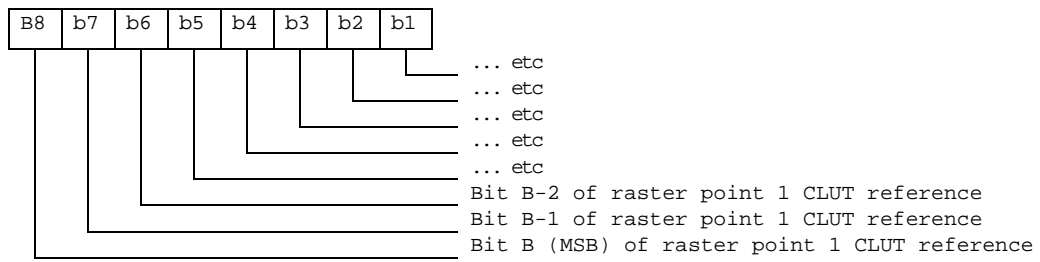 B8 b7 b6 b5 b4 b3 b2 b1
... etc
... etc
... etc
... etc
... etc
Bit B-2 of raster point 1 CLUT reference
Bit B-1 of raster point 1 CLUT reference
Bit B (MSB) of raster point 1 CLUT reference